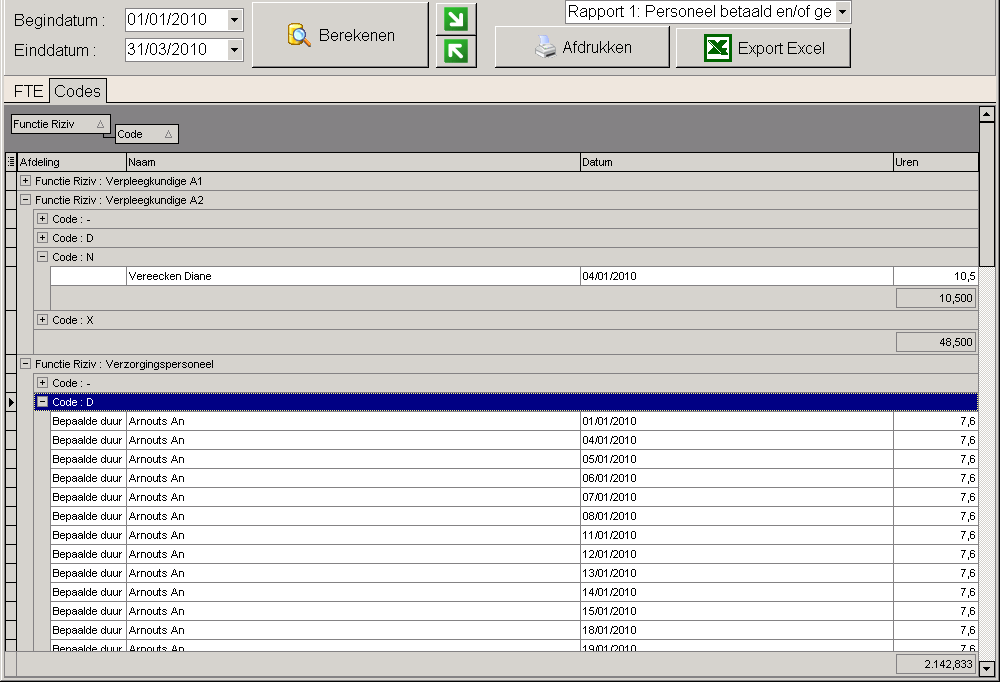 Begindatum : 01/01/2010 Berekenen Rapport 1: Personeel betaald en/of ge
Einddatum : 31/03/2010 Afdrukken Export Excel
FTE Codes
Functie Riziv
Code
Afdeling Naam Datum Uren
Functie Riziv : Verpleegkundige A1
Functie Riziv : Verpleegkundige A2
Code : -
Code : D
Code : N
Vereecken Diane 04/01/2010 10,5
10,500
Code : X
48,500
Functie Riziv : Verzorgingspersoneel
Code : -
Code : D
Bepaalde duur Arnouts An 01/01/2010 7,6
Bepaalde duur Arnouts An 04/01/2010 7,6
Bepaalde duur Arnouts An 05/01/2010 7,6
Bepaalde duur Arnouts An 06/01/2010 7,6
Bepaalde duur Arnouts An 07/01/2010 7,6
Bepaalde duur Arnouts An 08/01/2010 7,6
Bepaalde duur Arnouts An 11/01/2010 7,6
Bepaalde duur Arnouts An 12/01/2010 7,6
Bepaalde duur Arnouts An 13/01/2010 7,6
Bepaalde duur Arnouts An 14/01/2010 7,6
Bepaalde duur Arnouts An 15/01/2010 7,6
Bepaalde duur Arnouts An 18/01/2010 7,6
Bepaalde duur Arnouts An 19/01/2010 7,6
2.142,833